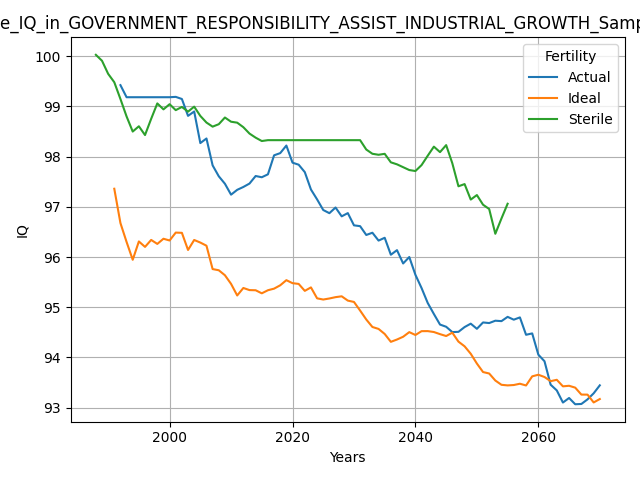 e_IQ_in_GOVERNMENT_RESPONSIBILITY_ASSIST_INDUSTRIAL_GROWTH_Samp
100
99
98
97
96
95
94
93
IQ
Fertility
Actual
Ideal
Sterile
2000
2020
2040
2060
Years